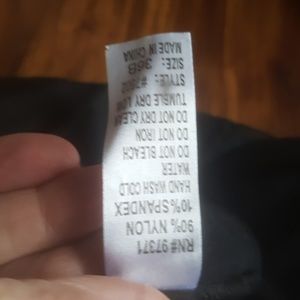 RN# 97371
90% NYLON
10% SPANDEX
HAND WASH COLD
WATER
DO NOT BLEACH
DO NOT IRON
DO NOT DRY CLEAN
TUMBLE DRY LOW
STYLE:
SIZE: 36B
MADE IN CHINA